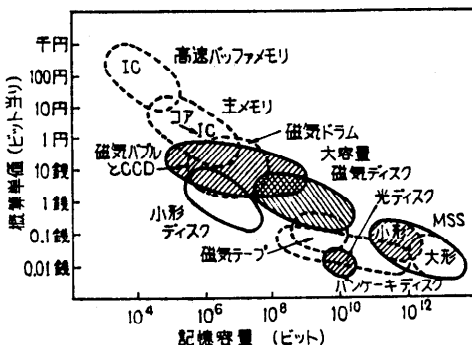 千円
100円
10円
1円
10銭
1銭
0.1銭
0.01銭
概算単価(ビット当り)
IC
高速バッファメモリ
コア
IC
主メモリ
磁気ドラム
磁気バブル
とCCD
大容量
磁気ディスク
小形
ディスク
光ディスク
磁気テープ
小形
MSS
大形
パンケーキディスク
10⁴
10⁶
10⁸
10¹⁰
10¹²
記憶容量(ビット)